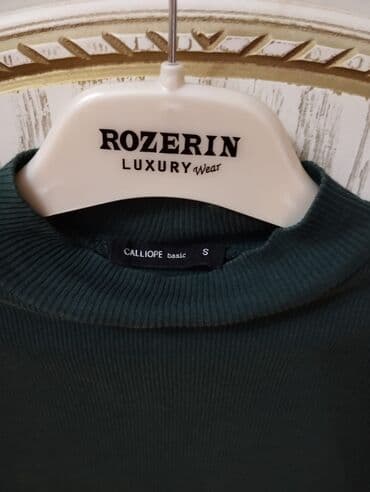 ROZERIN
LUXURY Wear
CALLIOPE basic S